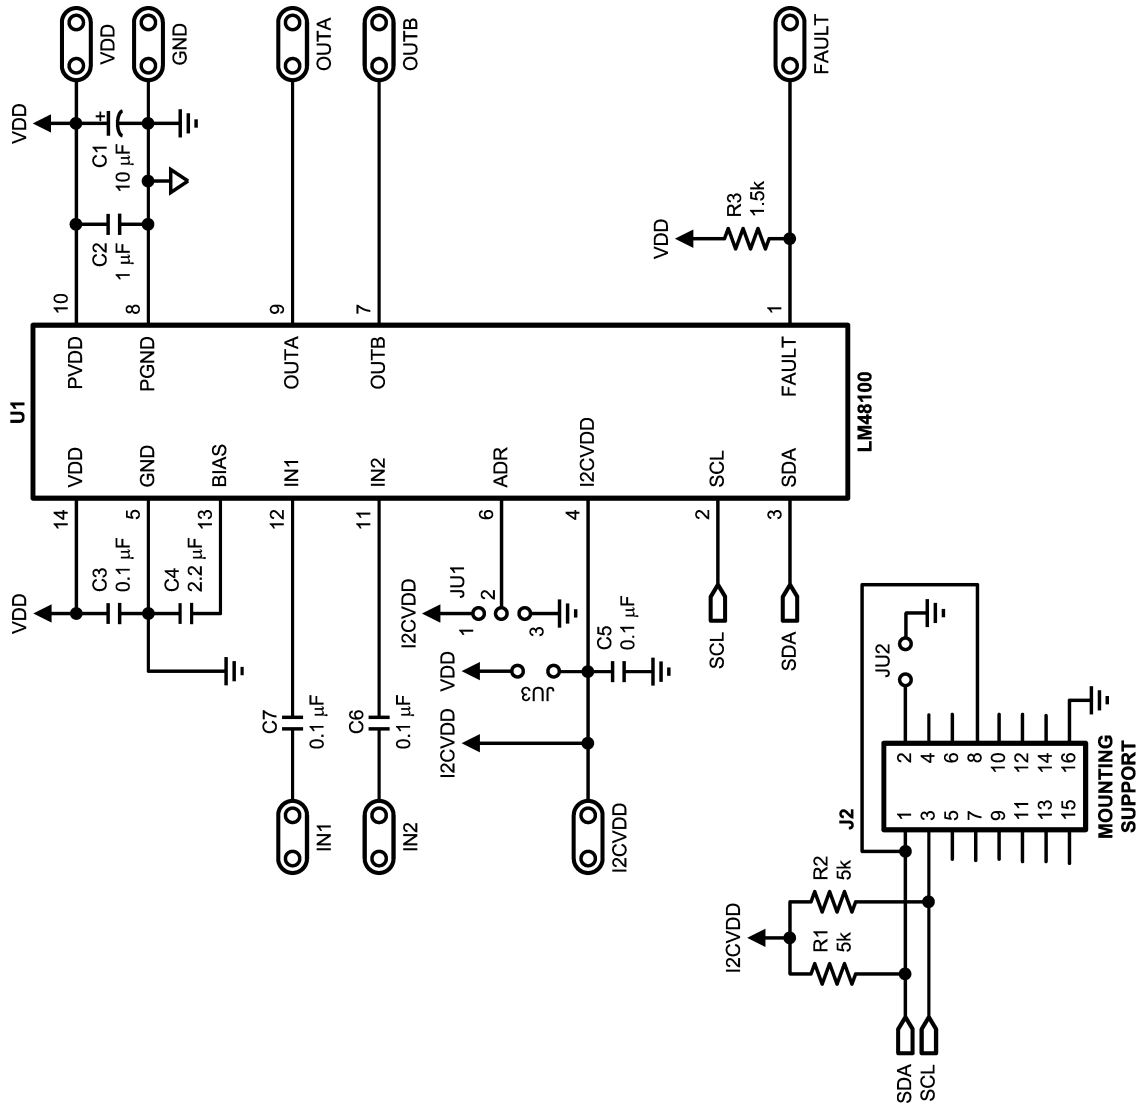 VDD
GND
OUTA
OUTB
FAULT
VDD
C1
10 µF
+
C2
1 µF
VDD
R3
1.5k
10
8
9
7
1
U1
PVDD
PGND
OUTA
OUTB
FAULT
LM48100
VDD
GND
BIAS
IN1
IN2
ADR
I2CVDD
SCL
SDA
14
5
13
12
11
6
4
2
3
VDD
C3
0.1 µF
C4
2.2 µF
I2CVDD
JU1
1
2
3
VDD
JU3
C5
0.1 µF
SCL
SDA
C7
0.1 µF
C6
0.1 µF
I2CVDD
IN1
IN2
I2CVDD
JU2
J2
2
4
6
8
10
12
14
16
1
3
5
7
9
11
13
15
MOUNTING
SUPPORT
I2CVDD
R2
5k
R1
5k
SDA
SCL